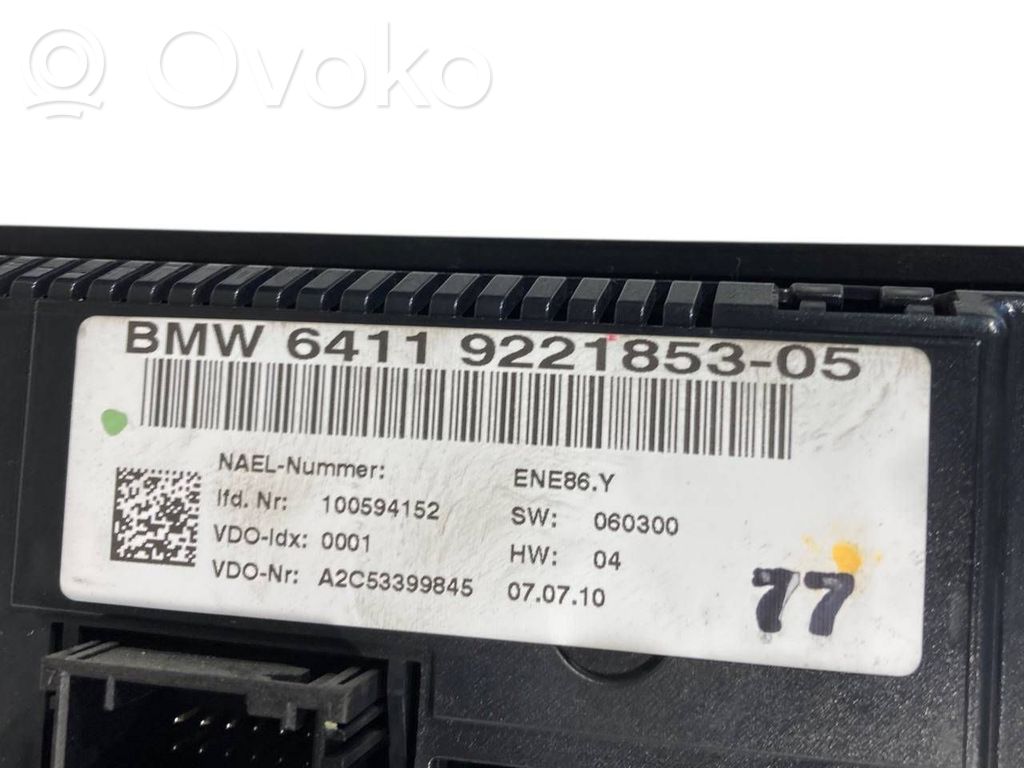 Ovoko
BMW 6411 9221853-05
NAEL-Nummer: ENE86.Y
lfd. Nr: 100594152 SW: 060300
VDO-Idx: 0001 HW: 04
VDO-Nr: A2C53399845 07.07.10
77